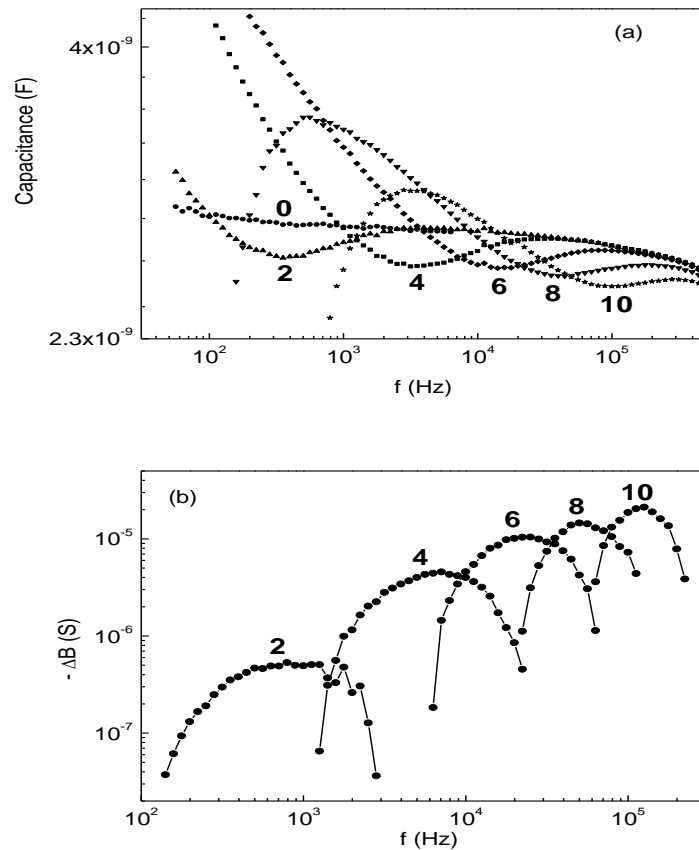 (a)
4x10⁻⁹
Capacitance (F)
0
2
4
6
8
10
2.3x10⁻⁹
10² 10³ 10⁴ 10⁵
f (Hz)
(b)
10⁻⁵
10⁻⁶
10⁻⁷
- ΔB (S)
2
4
6
8
10
10² 10³ 10⁴ 10⁵
f (Hz)